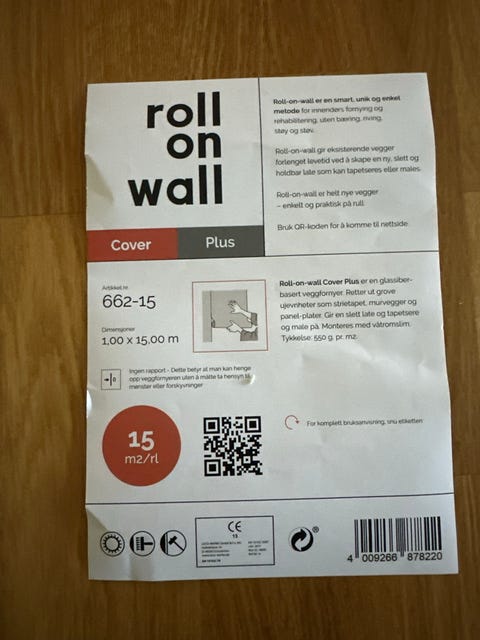 roll
on
wall
Cover
Plus
Roll-on-wall er en smart, unik og enkel
metode for innendørs fornying og
rehabilitering, uten bæring, riving,
støy og støv.
Roll-on-wall gir eksisterende vegger
forlenget levetid ved å skape en ny, slett og
holdbar late som kan tapetseres eller males.
Roll-on-wall er helt nye vegger
– enkelt og praktisk på rull.
Bruk QR-koden for å komme til nettside.
Artikkel.nr.
662-15
Dimensjoner
1,00 x 15,00 m
Roll-on-wall Cover Plus er en glassiber-
basert veggfornyer. Retter ut grove
ujevnheter som strietapet, murvegger og
panel-plater. Gir en slett late og tapetsere
og male på. Monteres med våtromslim.
Tykkelse: 550 g. pr. m2.
Ingen rapport - Dette betyr at man kan henge
opp veggfornyeren uten å måtte ta hensyn til
mønster eller forskyvninger
0
15
m2/rl
For komplett bruksanvisning, snu etiketten
CE
13
®
4 009266 878220